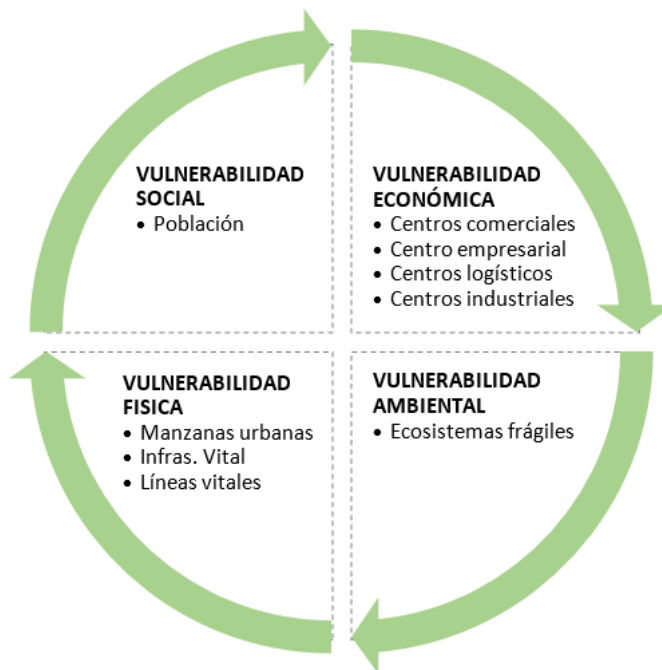 VULNERABILIDAD
SOCIAL
• Población
VULNERABILIDAD
ECONÓMICA
• Centros comerciales
• Centro empresarial
• Centros logísticos
• Centros industriales
VULNERABILIDAD
FISICA
• Manzanas urbanas
• Infras. Vital
• Líneas vitales
VULNERABILIDAD
AMBIENTAL
• Ecosistemas frágiles